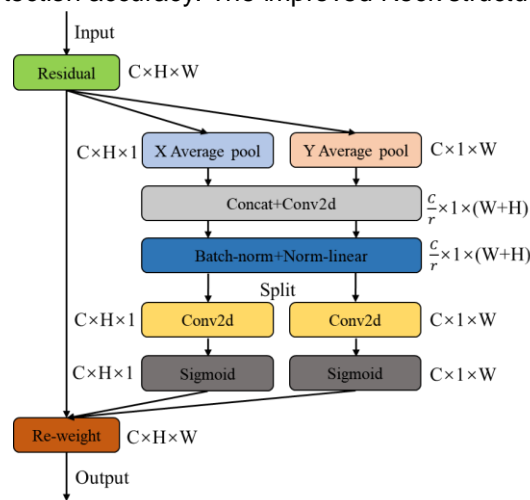 tection accuracy. The improved Neck structu
Input
Residual C×H×W
C×H×1 X Average pool Y Average pool C×1×W
Concat+Conv2d C/r×1×(W+H)
Batch-norm+Norm-linear C/r×1×(W+H)
Split
C×H×1 Conv2d Conv2d C×1×W
C×H×1 Sigmoid Sigmoid C×1×W
Re-weight C×H×W
Output